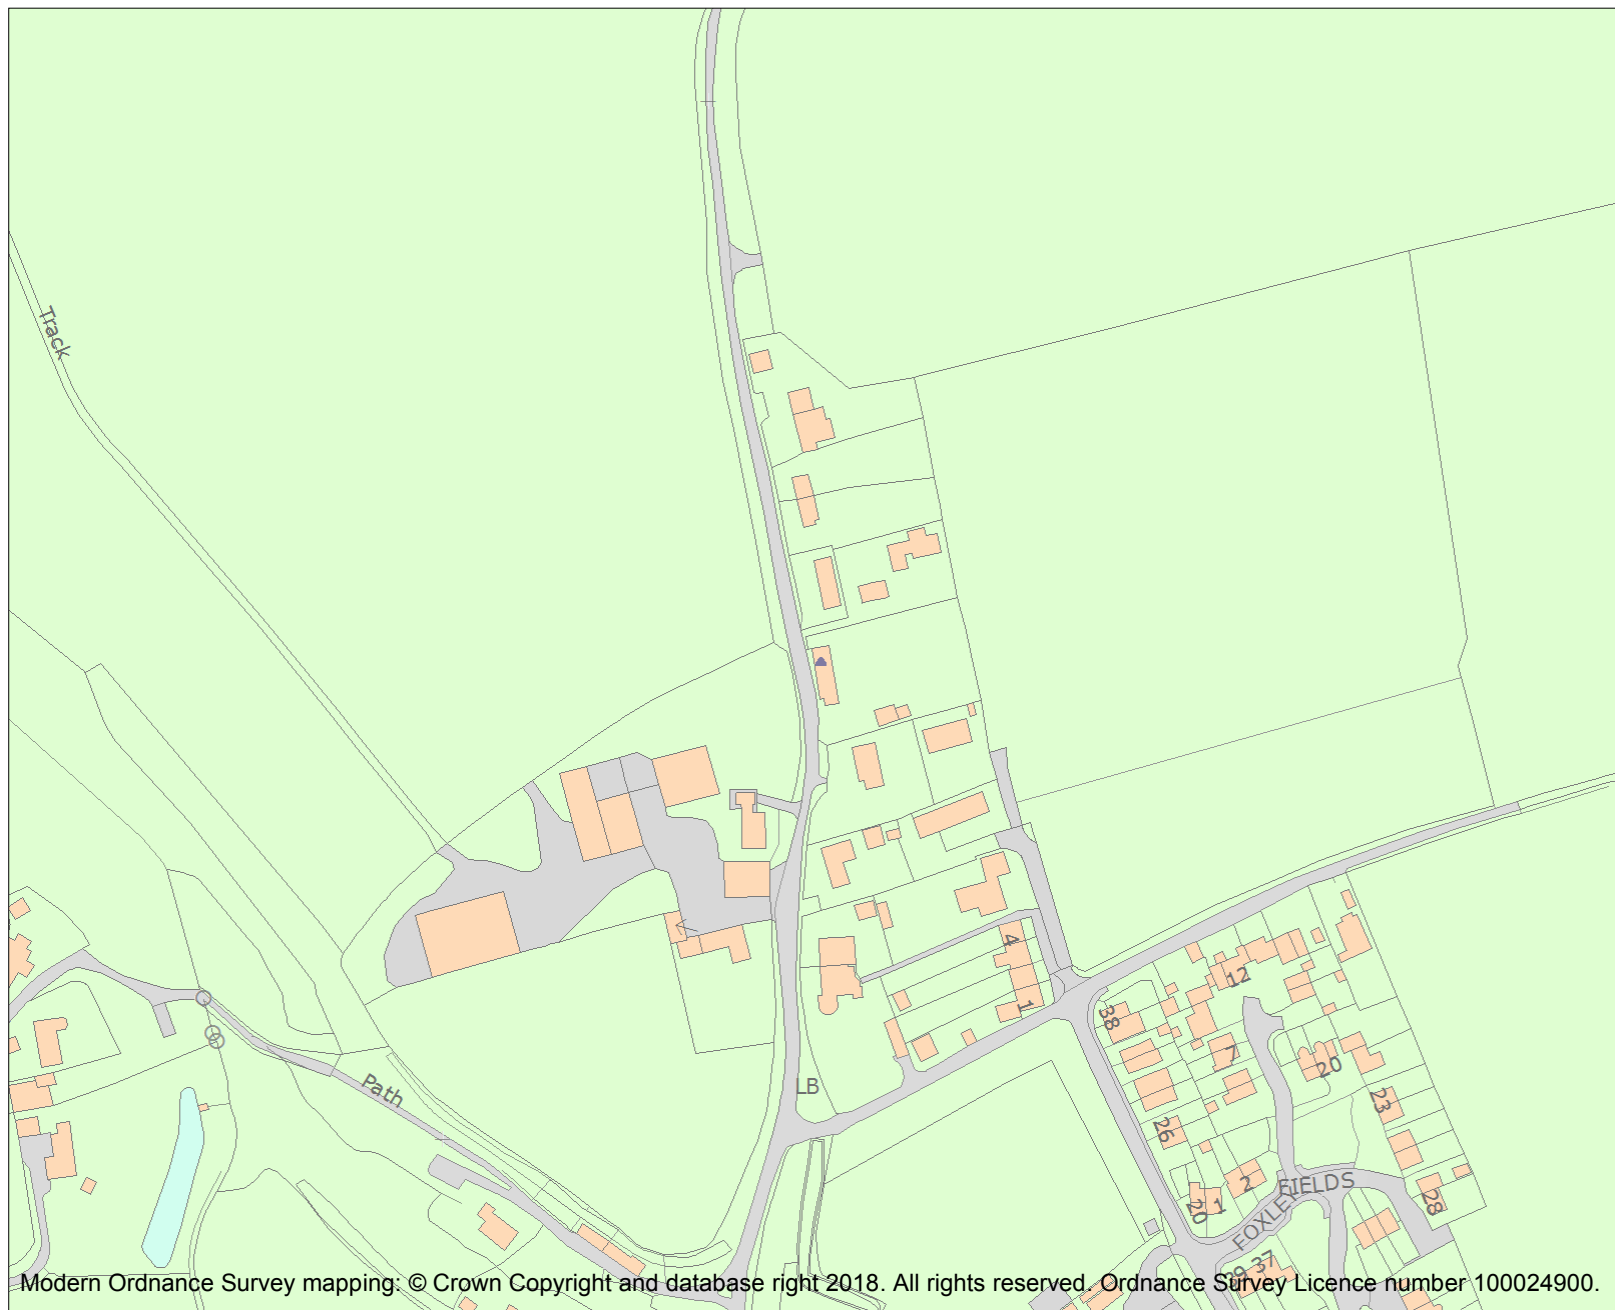 Track
4
12
1
38
7
20
LB
Path
23
26
2
FIELDS
20
1
28
FOXLEY
37
39
Modern Ordnance Survey mapping: © Crown Copyright and database right 2018. All rights reserved. Ordnance Survey Licence number 100024900.